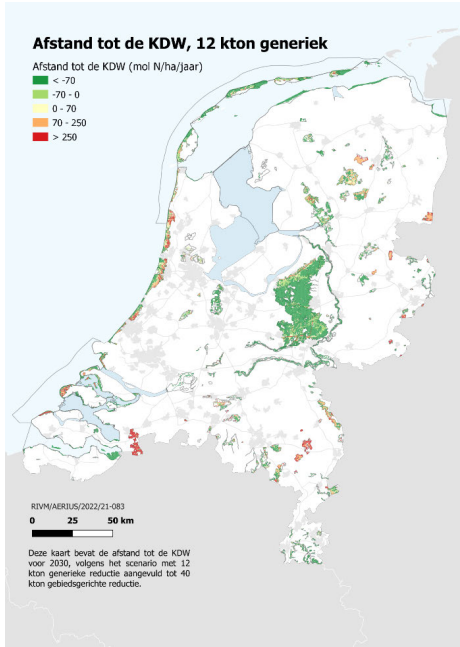 Afstand tot de KDW, 12 kton generiek
Afstand tot de KDW (mol N/ha/jaar)
< -70
-70 - 0
0 - 70
70 - 250
> 250
RIVM/AERIUS/2022/21-083
0 25 50 km
Deze kaart bevat de afstand tot de KDW
voor 2030, volgens het scenario met 12
kton generieke reductie aangevuld tot 40
kton gebiedsgerichte reductie.